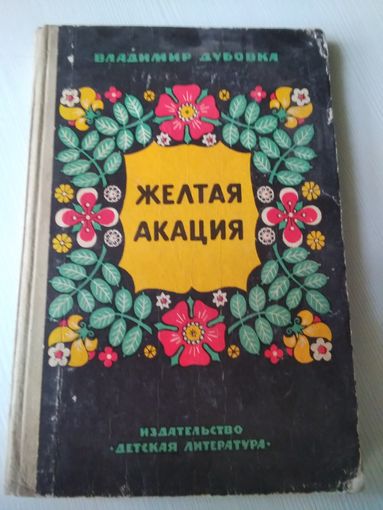 ВЛАДИМИР ДУБОВКА
ЖЕЛТАЯ
АКАЦИЯ
ИЗДАТЕЛЬСТВО
·ДЕТСКАЯ ЛИТЕРАТУРА·